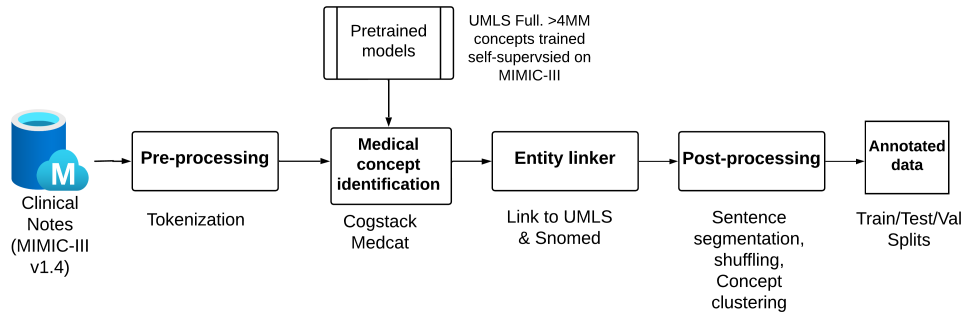 Pretrained
models
UMLS Full. >4MM
concepts trained
self-supervsied on
MIMIC-III
M
Clinical
Notes
(MIMIC-III
v1.4)
Pre-processing
Tokenization
Medical
concept
identification
Cogstack
Medcat
Entity linker
Link to UMLS
& Snomed
Post-processing
Sentence
segmentation,
shuffling,
Concept
clustering
Annotated
data
Train/Test/Val
Splits